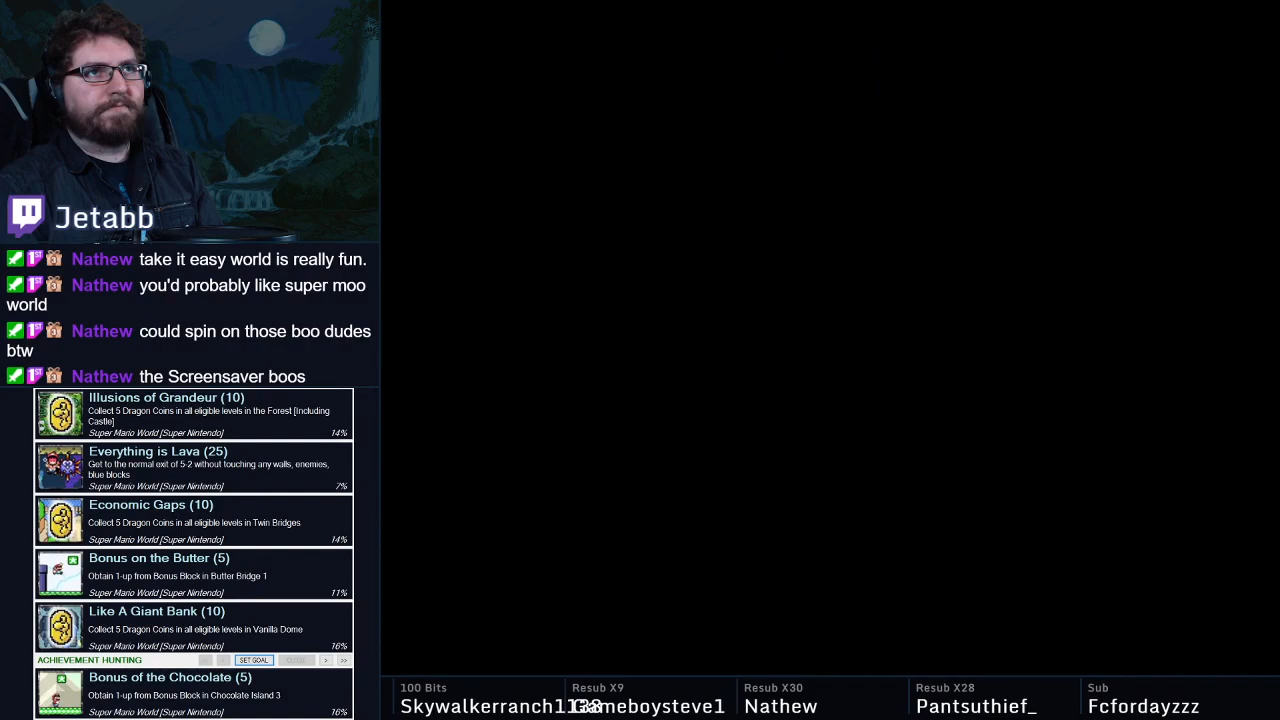 Jetabb
Nathew take it easy world is really fun.
Nathew you'd probably like super moo
world
Nathew could spin on those boo dudes
btw
Nathew the Screensaver boos
Illusions of Grandeur (10)
Collect 5 Dragon Coins in all eligible levels in the Forest [Including
Castle]
Super Mario World [Super Nintendo] 14%
Everything is Lava (25)
Get to the normal exit of 5-2 without touching any walls, enemies,
blue blocks
Super Mario World [Super Nintendo] 7%
Economic Gaps (10)
Collect 5 Dragon Coins in all eligible levels in Twin Bridges
Super Mario World [Super Nintendo] 14%
Bonus on the Butter (5)
Obtain 1-up from Bonus Block in Butter Bridge 1
Super Mario World [Super Nintendo] 11%
Like A Giant Bank (10)
Collect 5 Dragon Coins in all eligible levels in Vanilla Dome
Super Mario World [Super Nintendo] 16%
ACHIEVEMENT HUNTING SET GOAL > >>
Bonus of the Chocolate (5)
Obtain 1-up from Bonus Block in Chocolate Island 3
Super Mario World [Super Nintendo] 16%
100 Bits Resub X9 Resub X30 Resub X28 Sub
Skywalkerranch1138 Gameboysteve1 Nathew Pantsuthief_ Fcfordayzzz